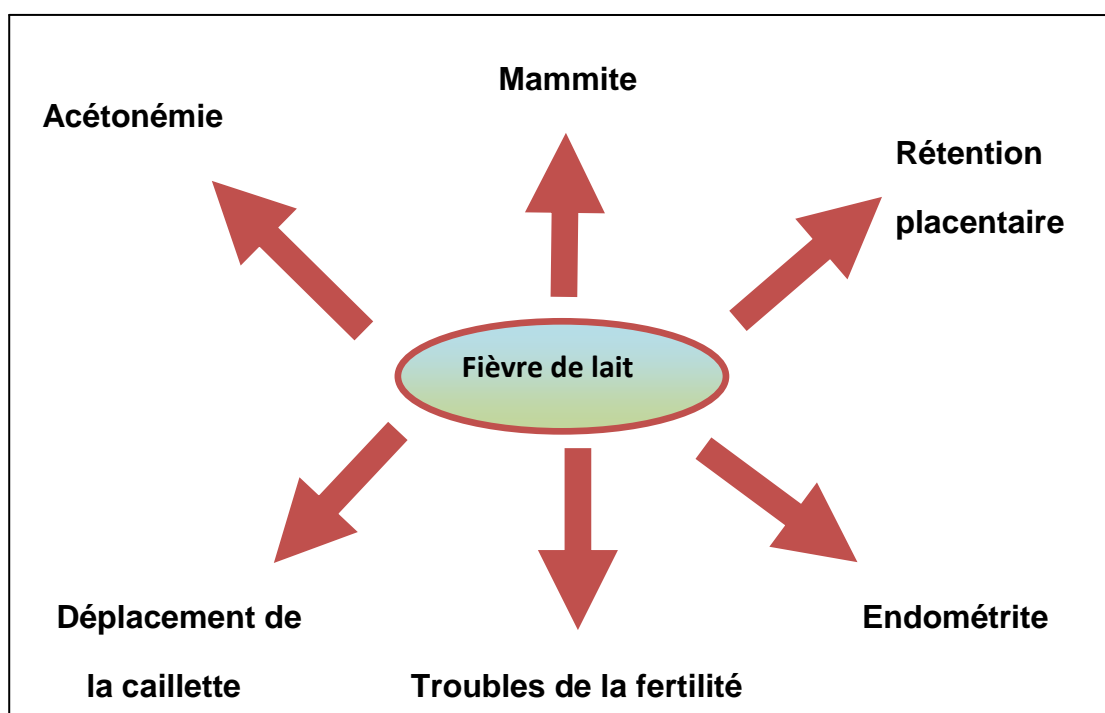 Mammite
Acétonémie
Rétention
placentaire
Fièvre de lait
Déplacement de
la caillette
Troubles de la fertilité
Endométrite